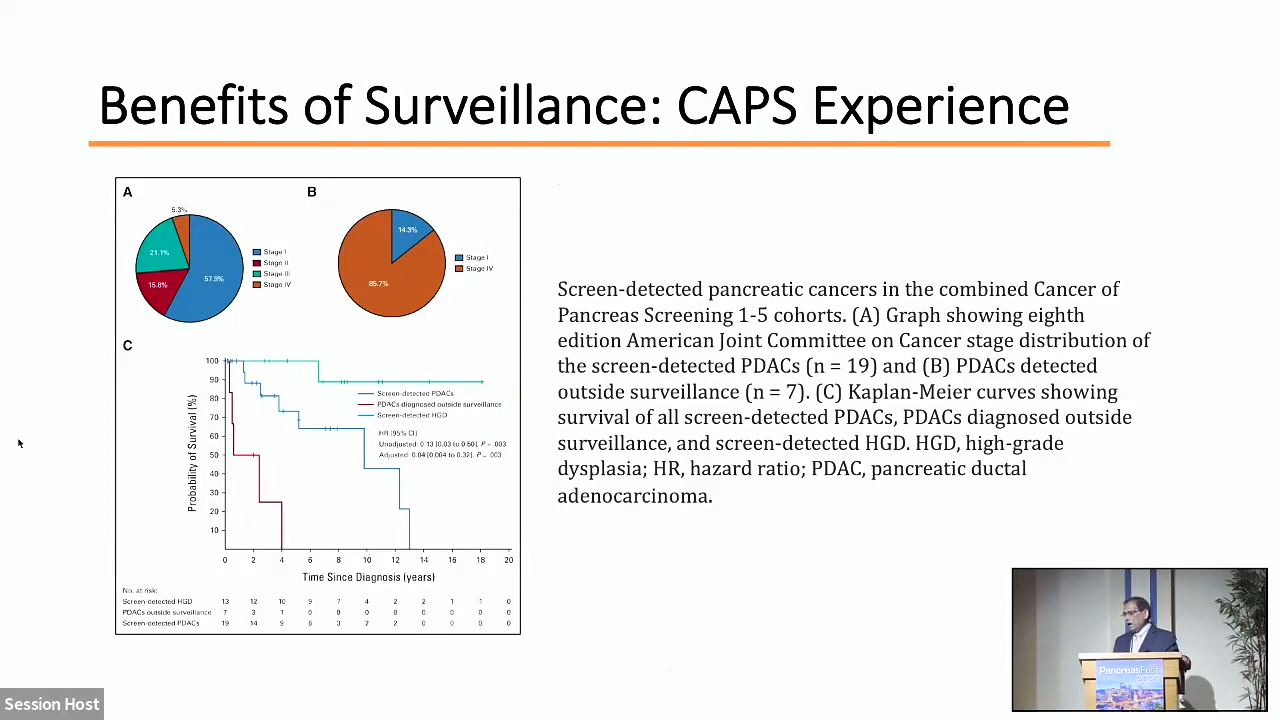 Benefits of Surveillance: CAPS Experience
A
B
5.3%
21.1%
15.8%
57.9%
Stage I
Stage II
Stage III
Stage IV
14.3%
85.7%
Stage I
Stage IV
C
100
90
80
70
60
50
40
30
20
10
Probability of Survival (%)
Screen-detected PDACs
PDACs diagnosed outside surveillance
Screen-detected HGD
HR (95% CI)
Unadjusted: 0.13 (0.03 to 0.50), P = .003
Adjusted: 0.04 (0.004 to 0.32), P = .003
0 2 4 6 8 10 12 14 16 18 20
Time Since Diagnosis (years)
No. at risk:
Screen-detected HGD 13 12 10 9 7 4 2 2 1 1 0
PDACs outside surveillance 7 3 1 0 0 0 0 0 0 0 0
Screen-detected PDACs 19 14 9 6 3 2 2 0 0 0 0
Screen-detected pancreatic cancers in the combined Cancer of
Pancreas Screening 1-5 cohorts. (A) Graph showing eighth
edition American Joint Committee on Cancer stage distribution of
the screen-detected PDACs (n = 19) and (B) PDACs detected
outside surveillance (n = 7). (C) Kaplan-Meier curves showing
survival of all screen-detected PDACs, PDACs diagnosed outside
surveillance, and screen-detected HGD. HGD, high-grade
dysplasia; HR, hazard ratio; PDAC, pancreatic ductal
adenocarcinoma.
PancreasFest
2023
Session Host